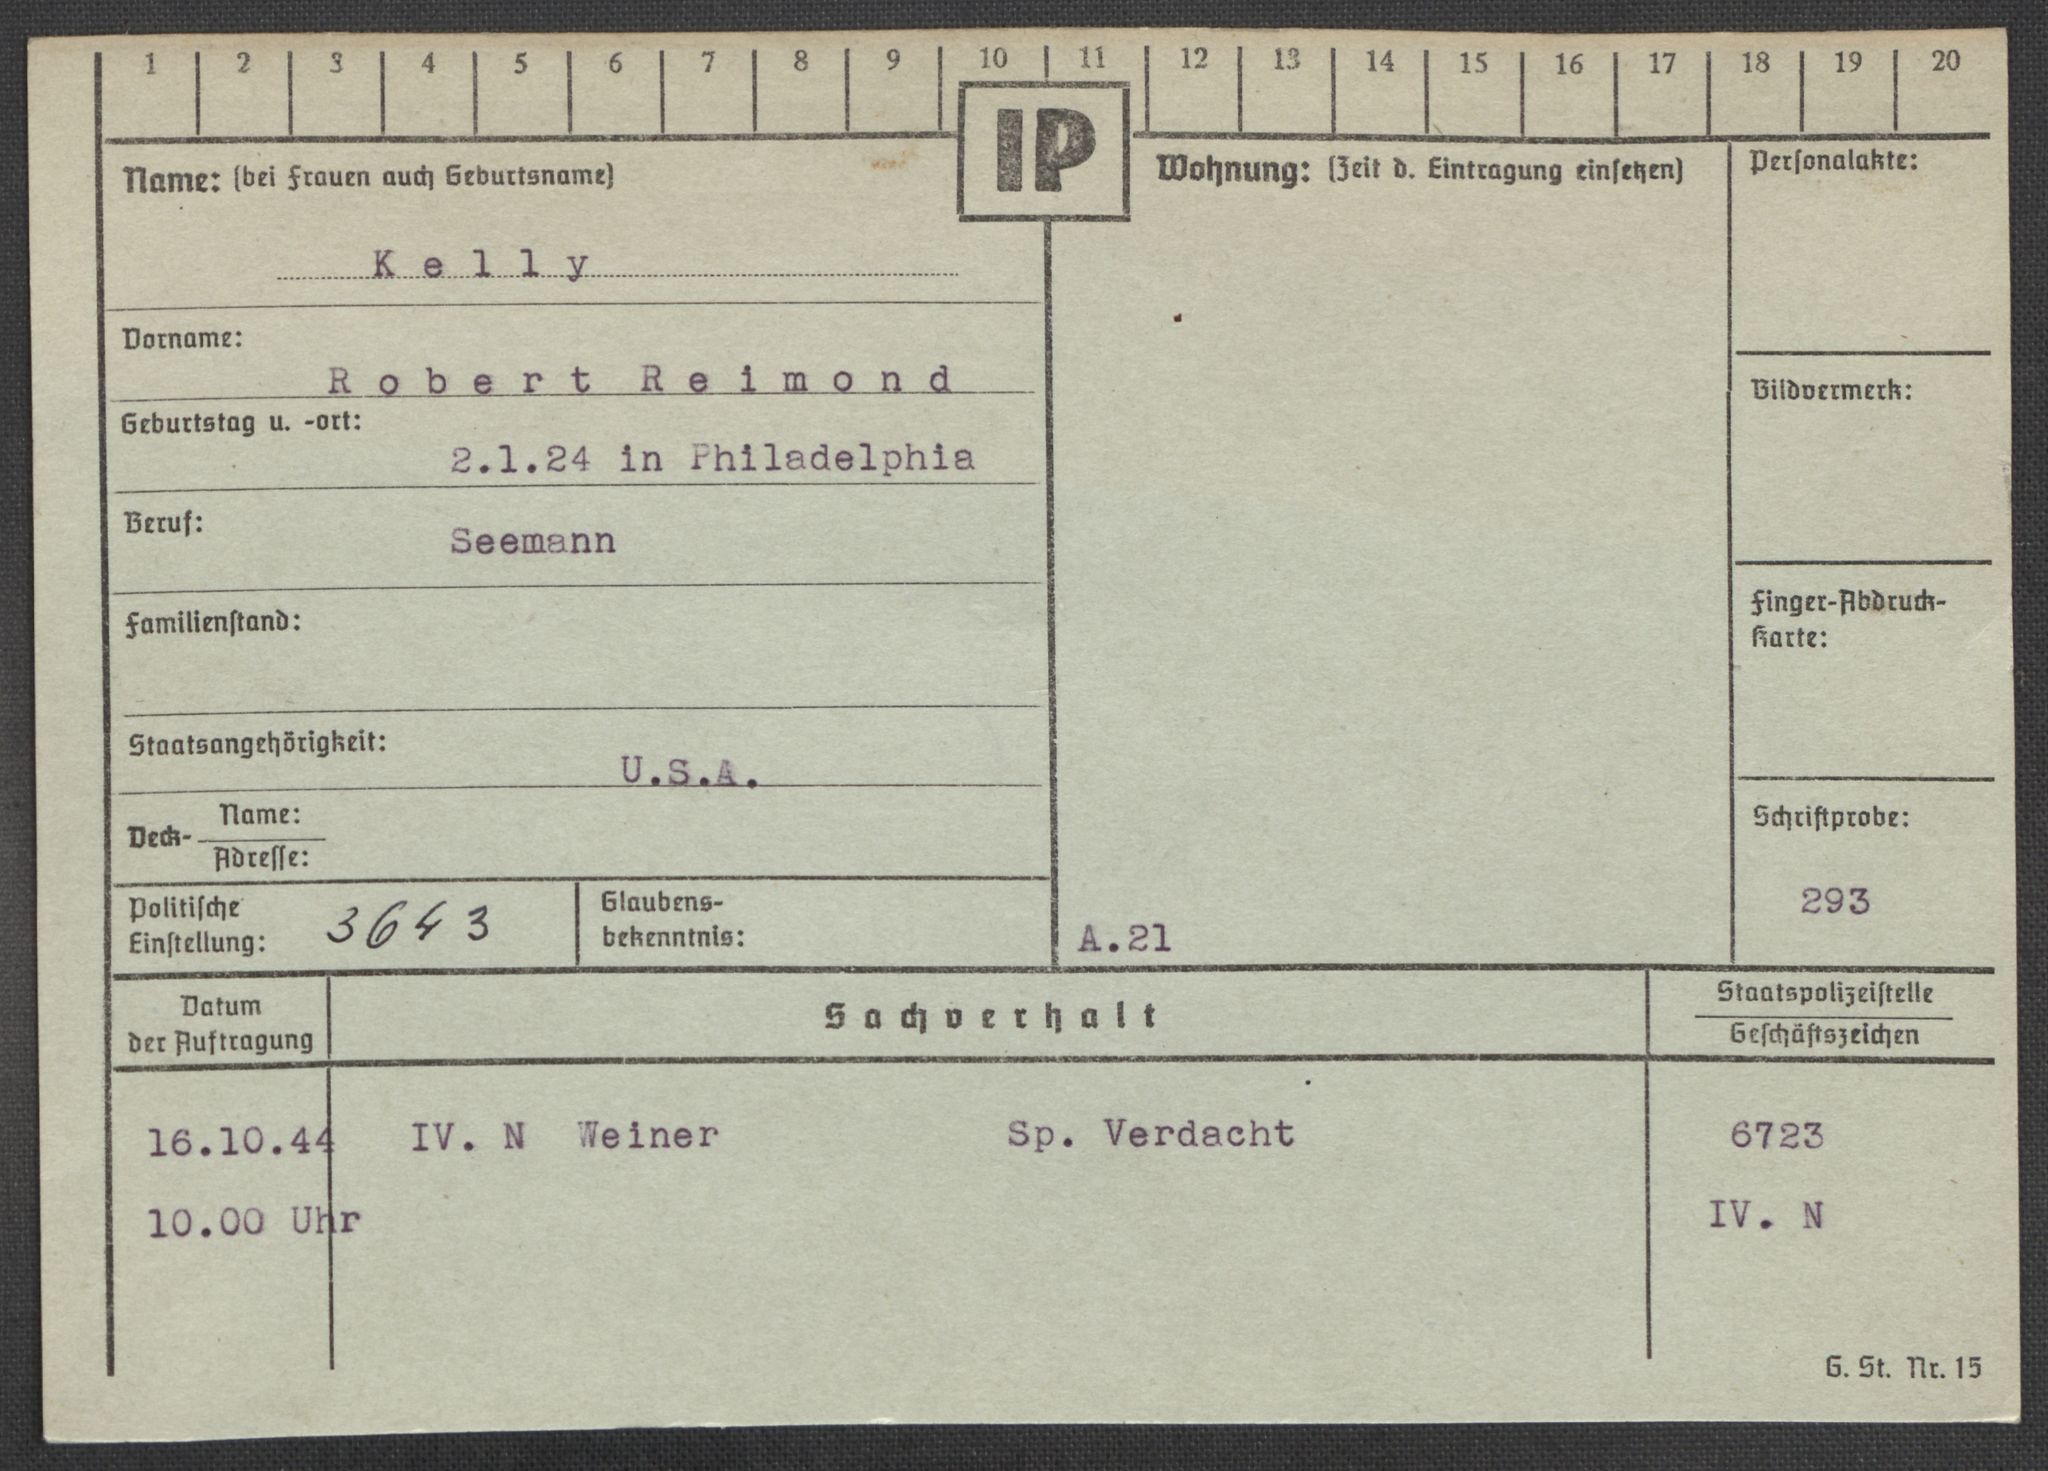 1 2 3 4 5 6 7 8 9 10 11 12 13 14 15 16 17 18 19 20
IP
Name: (bei Frauen auch Geburtsname)
Kelly
Vorname:
Robert Reimond
Geburtstag u. -ort:
2.1.24 in Philadelphia
Beruf:
Seemann
Familienstand:
Staatsangehörigkeit:
U.S.A.
Deck-
Name:
Adresse:
Politische
Einstellung: 3643
Glaubens-
bekenntnis:
Wohnung: (Zeit d. Eintragung einsetzen)
A.21
Personalakte:
Bildvermerk:
Finger-Abdruck-
karte:
Schriftprobe:
293
Datum
der Auftragung
Sachverhalt
Staatspolizeistelle
Geschäftszeichen
16.10.44 IV. N Weiner Sp. Verdacht 6723
10.00 Uhr IV. N
G. St. Nr. 15